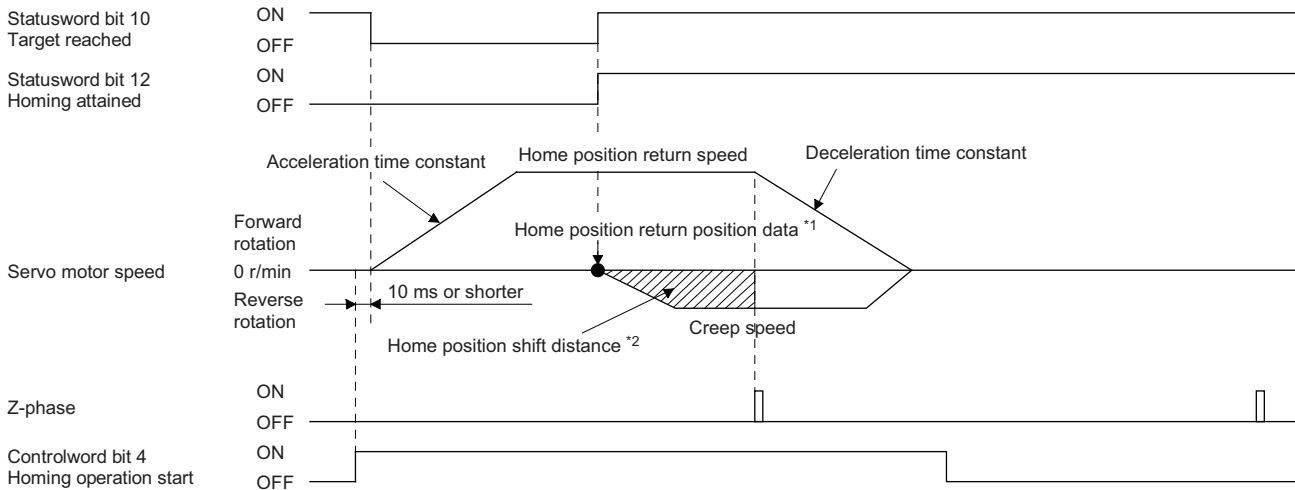 Statusword bit 10
Target reached
ON
OFF
Statusword bit 12
Homing attained
ON
OFF
Acceleration time constant
Home position return speed
Deceleration time constant
Forward
rotation
Home position return position data *1
Servo motor speed
0 r/min
Reverse
rotation
10 ms or shorter
Creep speed
Home position shift distance *2
Z-phase
ON
OFF
Controlword bit 4
Homing operation start
ON
OFF